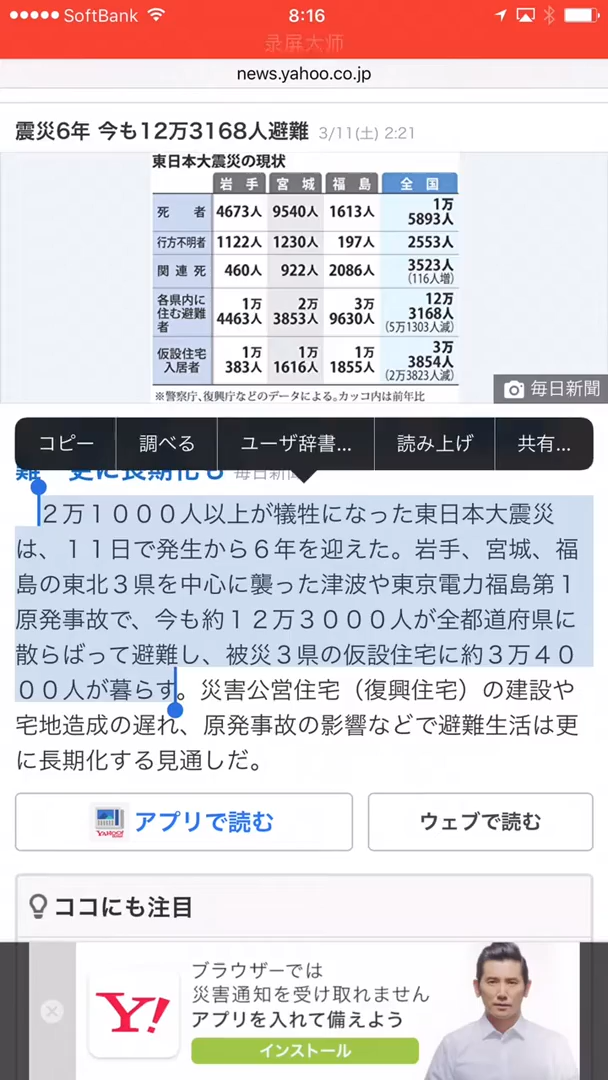 SoftBank 8:16
录屏大师
news.yahoo.co.jp
震災6年 今も12万3168人避難 3/11(土) 2:21
東日本大震災の現状
岩手 宮城 福島 全国
死者 4673人 9540人 1613人 1万5893人
行方不明者 1122人 1230人 197人 2553人
関連死 460人 922人 2086人 3523人(116人増)
各県内に住む避難者 1万4463人 2万3853人 3万9630人 12万3168人(5万1303人減)
仮設住宅入居者 1万383人 1万1616人 1万1855人 3万3854人(2万3823人減)
※警察庁、復興庁などのデータによる。カッコ内は前年比
毎日新聞
コピー 調べる ユーザ辞書... 読み上げ 共有...
難 更に長期化も 毎日新聞
２万１０００人以上が犠牲になった東日本大震災
は、１１日で発生から６年を迎えた。岩手、宮城、福
島の東北３県を中心に襲った津波や東京電力福島第１
原発事故で、今も約１２万３０００人が全都道府県に
散らばって避難し、被災３県の仮設住宅に約３万４０
００人が暮らす。災害公営住宅（復興住宅）の建設や
宅地造成の遅れ、原発事故の影響などで避難生活は更
に長期化する見通しだ。
YAHOO! アプリで読む ウェブで読む
ココにも注目
Y!
ブラウザーでは
災害通知を受け取れません
アプリを入れて備えよう
インストール